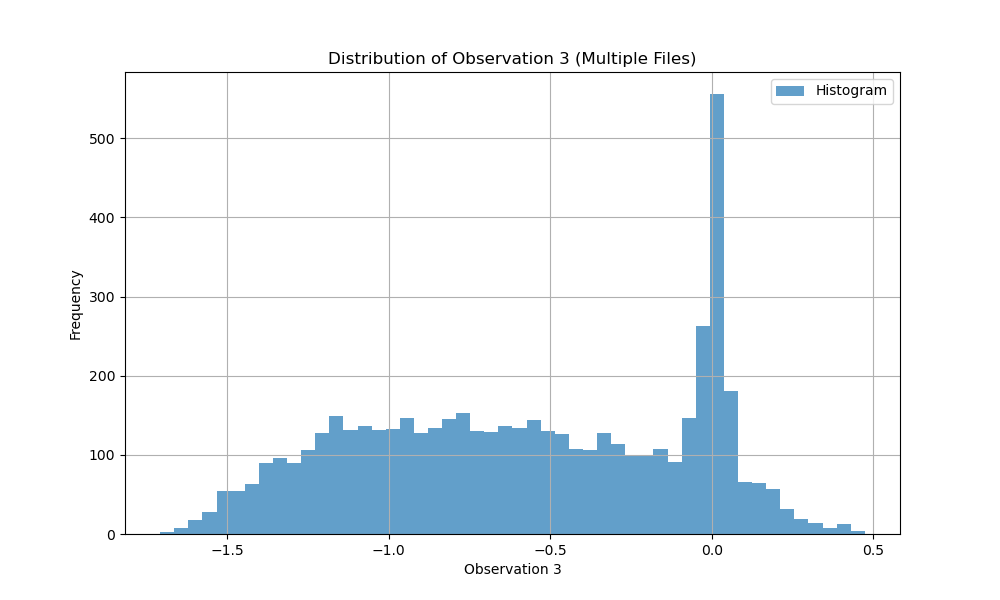 Distribution of Observation 3 (Multiple Files)
Histogram
Frequency
500
400
300
200
100
0
−1.5
−1.0
−0.5
0.0
0.5
Observation 3